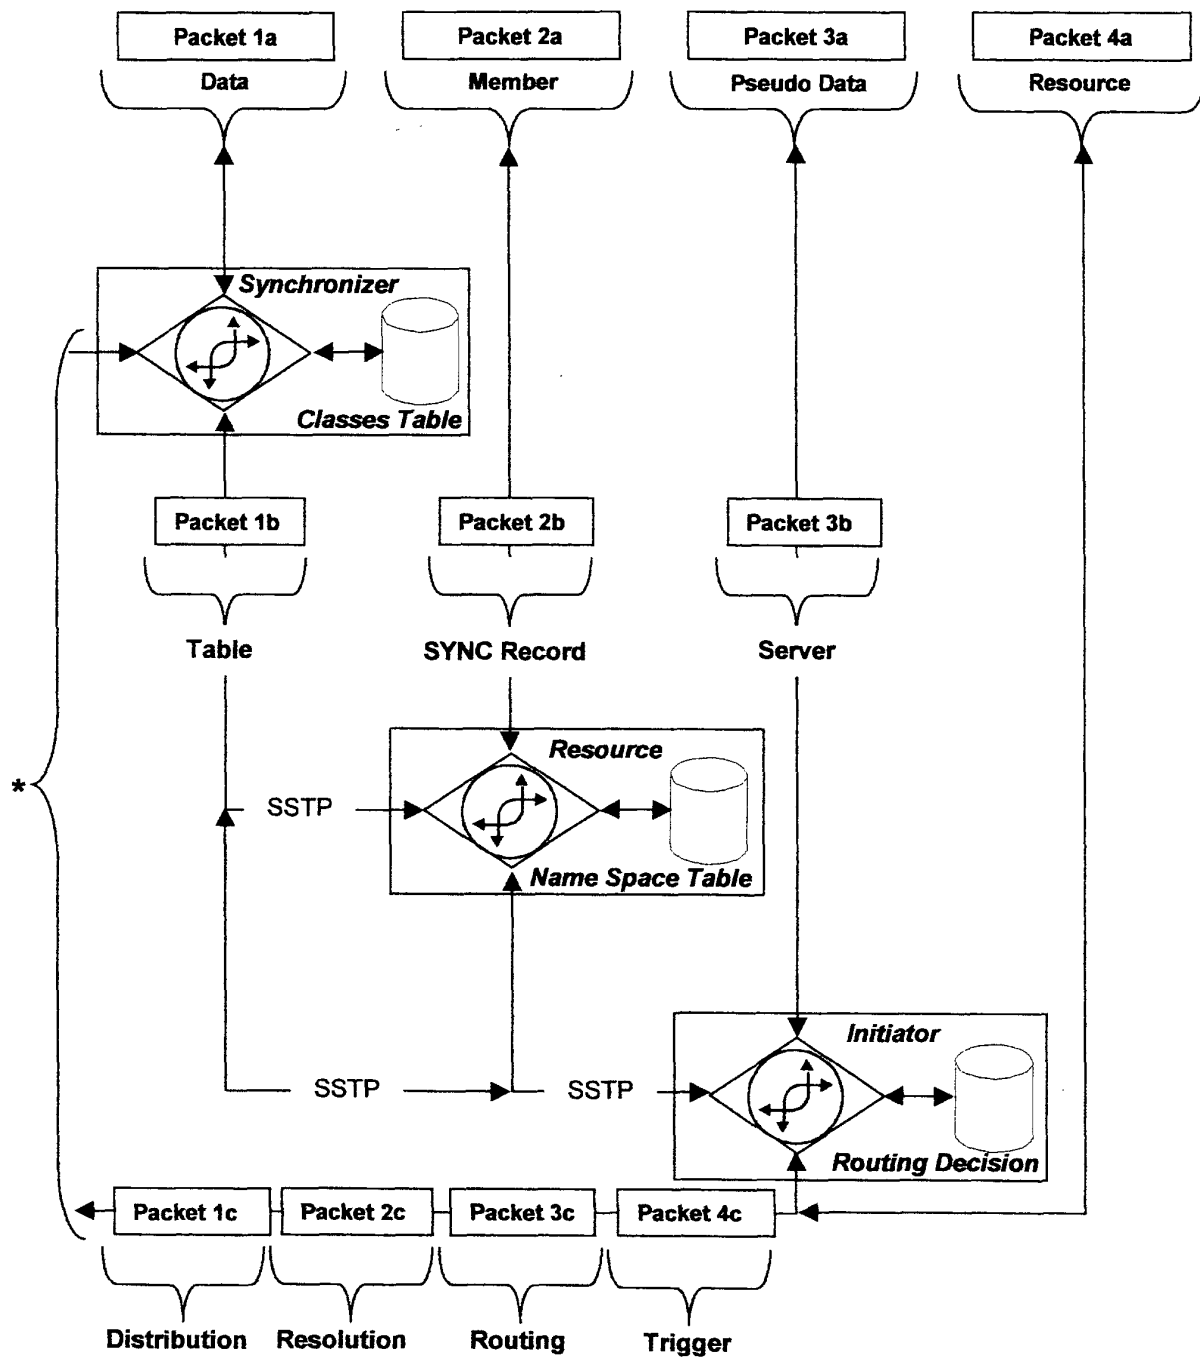 Packet 1a
Packet 2a
Packet 3a
Packet 4a
Data
Member
Pseudo Data
Resource
Synchronizer
Classes Table
Packet 1b
Packet 2b
Packet 3b
Table
SYNC Record
Server
Resource
*
SSTP
Name Space Table
Initiator
SSTP
SSTP
Routing Decision
Packet 1c
Packet 2c
Packet 3c
Packet 4c
Distribution
Resolution
Routing
Trigger